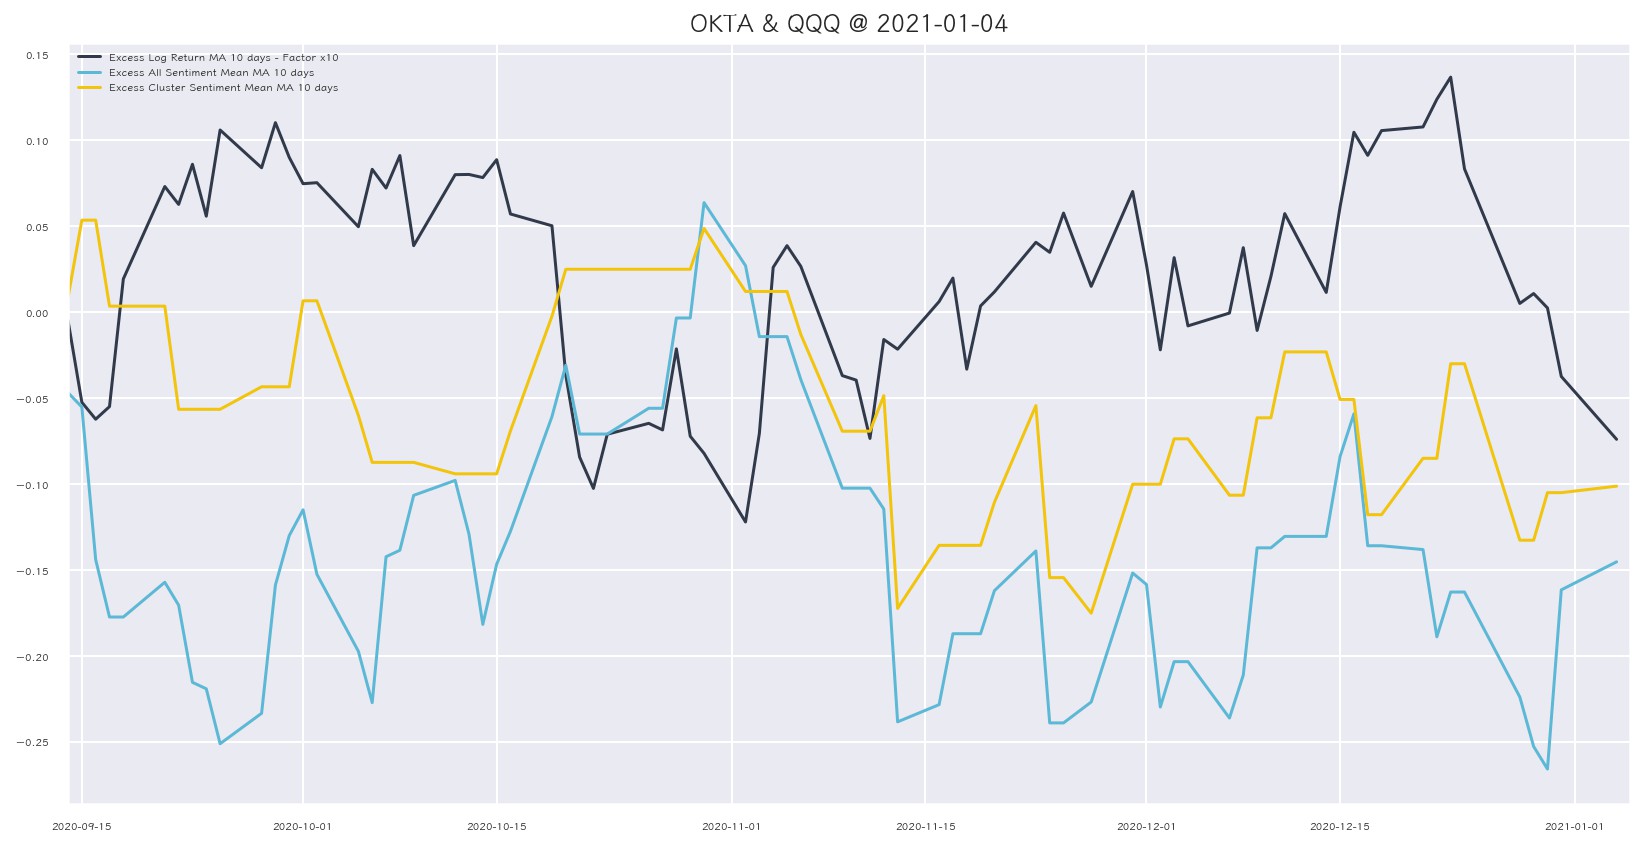 OKTA & QQQ @ 2021-01-04
0.15
0.10
0.05
0.00
−0.05
−0.10
−0.15
−0.20
−0.25
Excess Log Return MA 10 days - Factor x10
Excess All Sentiment Mean MA 10 days
Excess Cluster Sentiment Mean MA 10 days
2020-09-15 2020-10-01 2020-10-15 2020-11-01 2020-11-15 2020-12-01 2020-12-15 2021-01-01